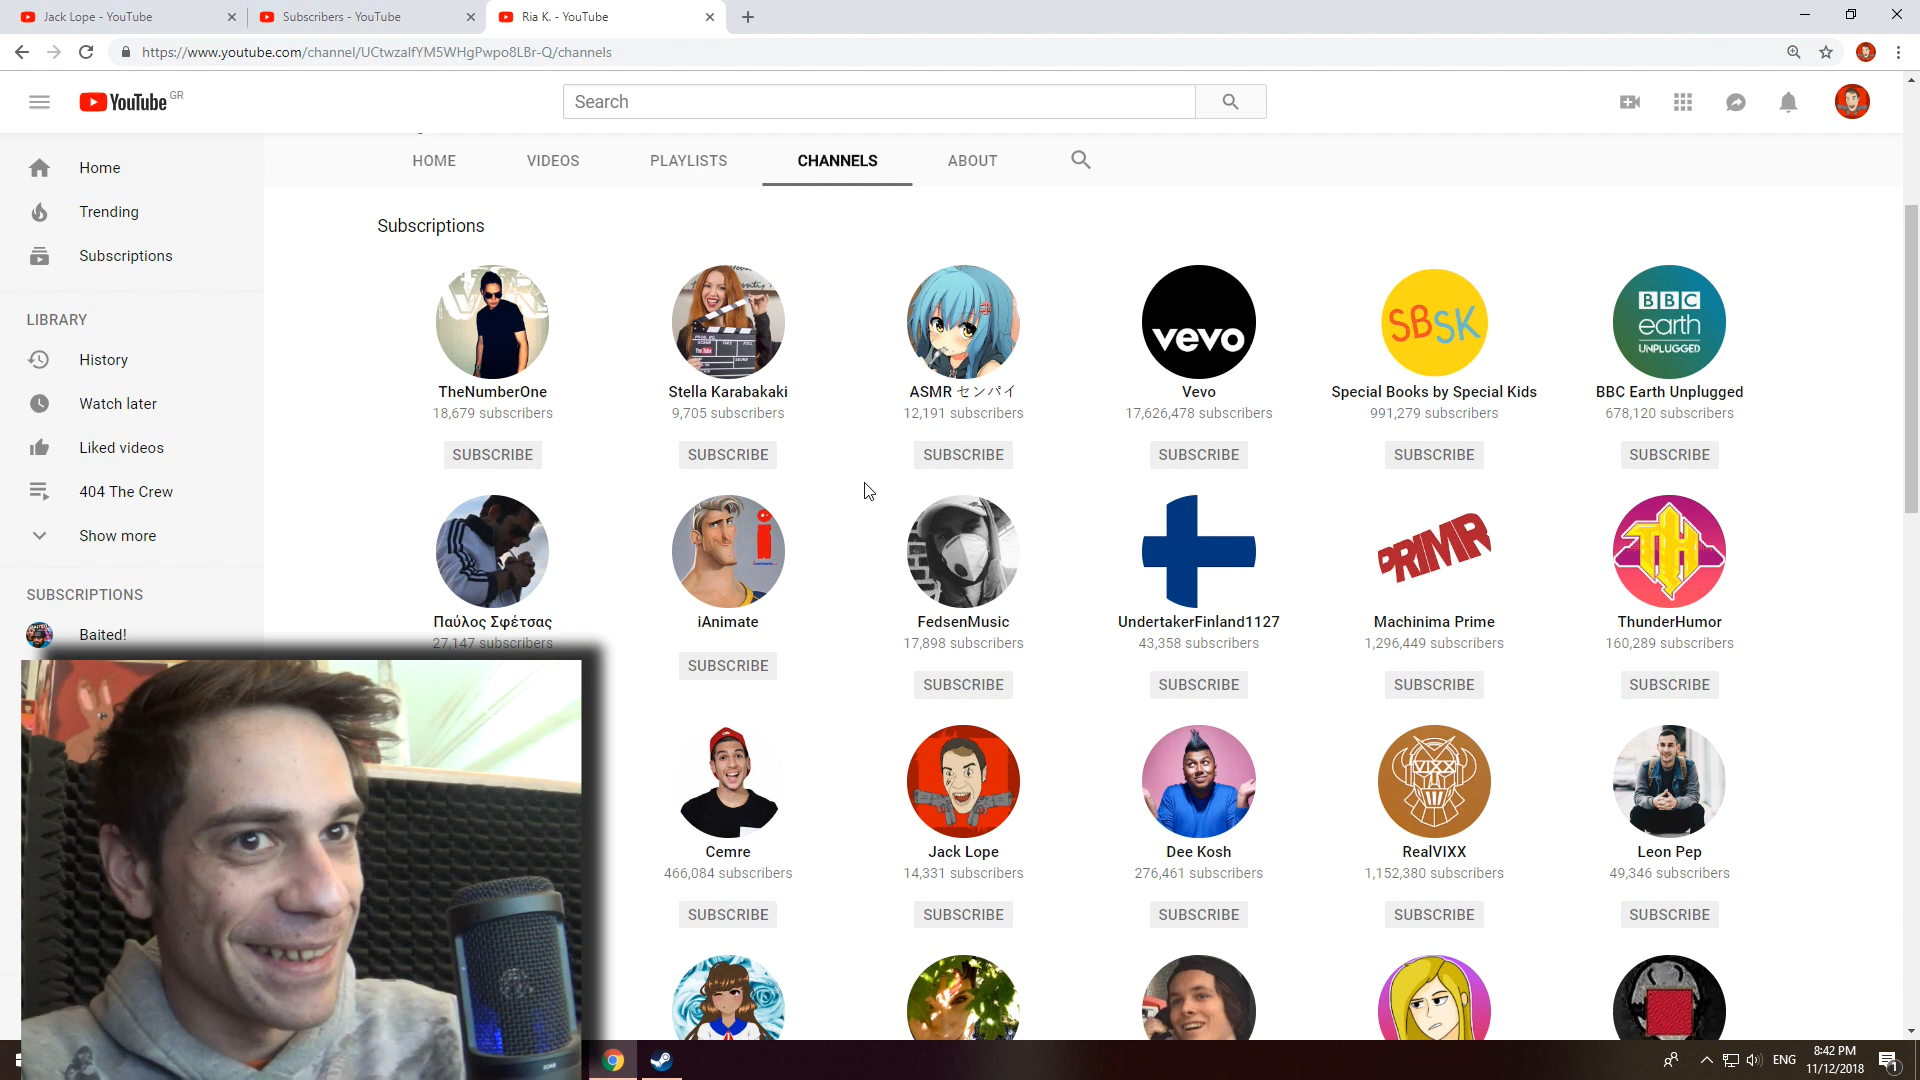 Jack Lope - YouTube
Subscribers - YouTube
Ria K. - YouTube
https://www.youtube.com/channel/UCtwzalfYM5WHgPwpo8LBr-Q/channels
YouTube GR
Search
HOME VIDEOS PLAYLISTS CHANNELS ABOUT
Home
Trending
Subscriptions
LIBRARY
History
Watch later
Liked videos
404 The Crew
Show more
SUBSCRIPTIONS
Baited!
Subscriptions
vevo
SBSK
BBC
earth
UNPLUGGED
TheNumberOne Stella Karabakaki ASMR センパイ Vevo Special Books by Special Kids BBC Earth Unplugged
18,679 subscribers 9,705 subscribers 12,191 subscribers 17,626,478 subscribers 991,279 subscribers 678,120 subscribers
SUBSCRIBE SUBSCRIBE SUBSCRIBE SUBSCRIBE SUBSCRIBE SUBSCRIBE
PRIMR
TH
Παύλος Σφέτσας iAnimate FedsenMusic UndertakerFinland1127 Machinima Prime ThunderHumor
27,147 subscribers 17,898 subscribers 43,358 subscribers 1,296,449 subscribers 160,289 subscribers
SUBSCRIBE SUBSCRIBE SUBSCRIBE SUBSCRIBE SUBSCRIBE
VIXX
Cemre Jack Lope Dee Kosh RealVIXX Leon Pep
466,084 subscribers 14,331 subscribers 276,461 subscribers 1,152,380 subscribers 49,346 subscribers
SUBSCRIBE SUBSCRIBE SUBSCRIBE SUBSCRIBE SUBSCRIBE
ENG
8:42 PM
11/12/2018
1